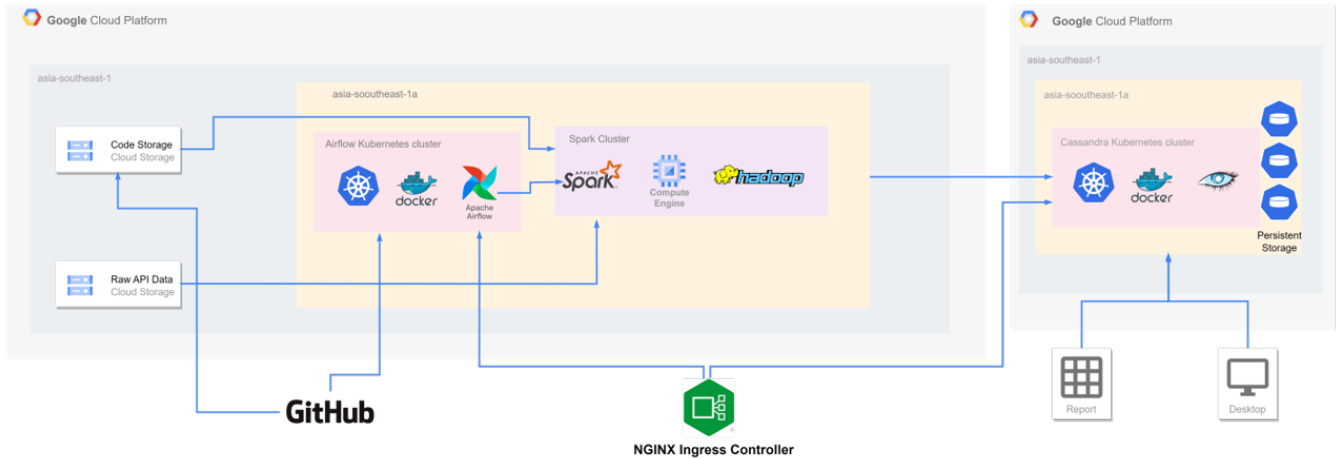 Google Cloud Platform
asia-southeast-1
asia-sooutheast-1a
Code Storage
Cloud Storage
Airflow Kubernetes cluster
docker
Apache
Airflow
Spark Cluster
APACHE
Spark
Compute
Engine
hadoop
Raw API Data
Cloud Storage
GitHub
NGINX Ingress Controller
Google Cloud Platform
asia-southeast-1
asia-sooutheast-1a
Cassandra Kubernetes cluster
docker
Persistent
Storage
Report
Desktop